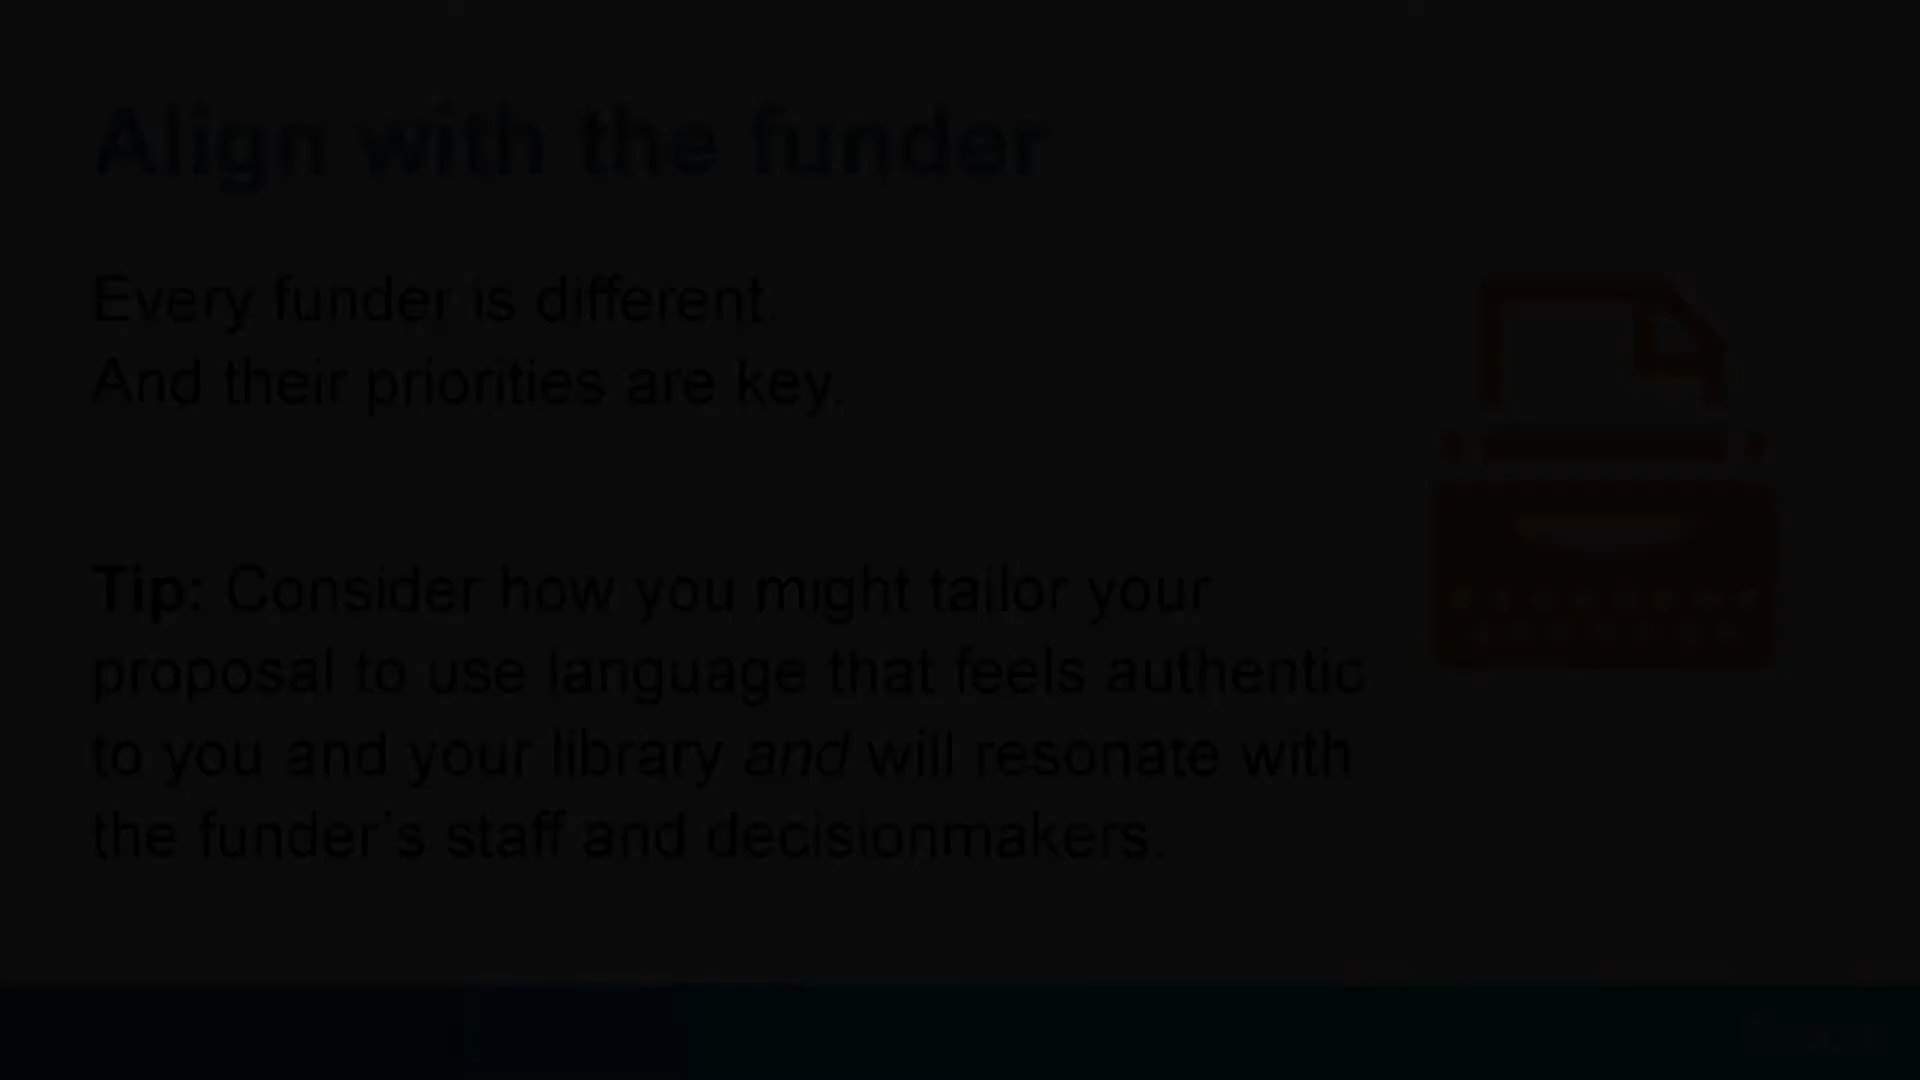 Align with the funder
Every funder is different.
And their priorities are key.
Tip: Consider how you might tailor your
proposal to use language that feels authentic
to you and your library and will resonate with
the funder's staff and decisionmakers.